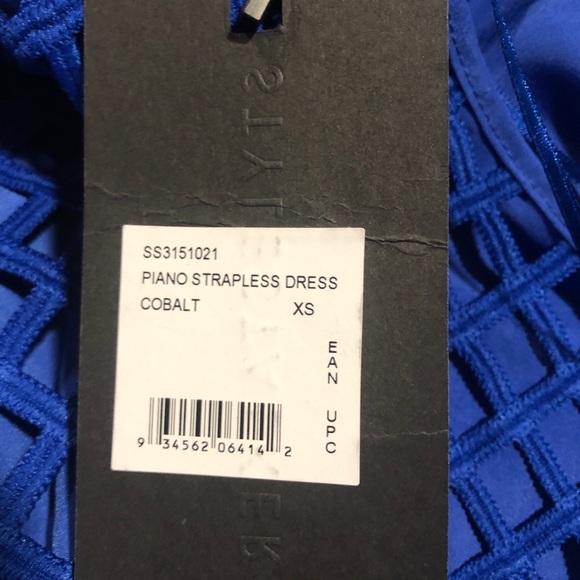 SS3151021
PIANO STRAPLESS DRESS
COBALT XS
EAN UPC
9 34562 06414 2